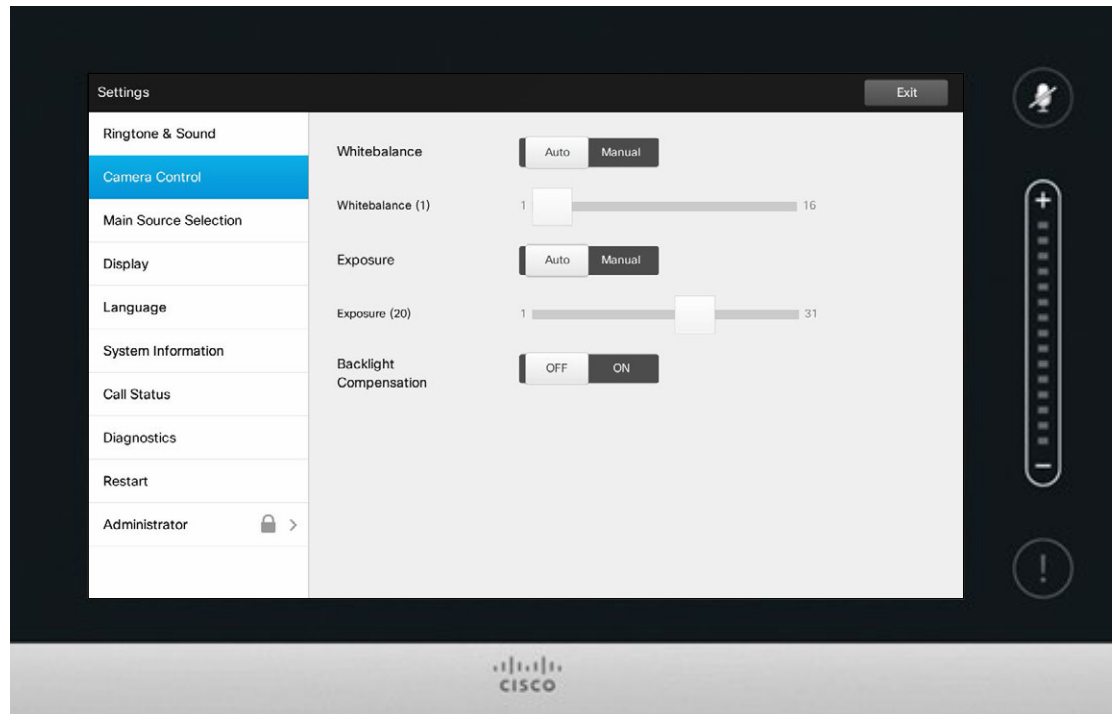 Settings
Exit
Ringtone & Sound
Camera Control
Main Source Selection
Display
Language
System Information
Call Status
Diagnostics
Restart
Administrator
Whitebalance
Auto Manual
Whitebalance (1)
1 16
Exposure
Auto Manual
Exposure (20)
1 31
Backlight
Compensation
OFF ON
+
−
!
CISCO